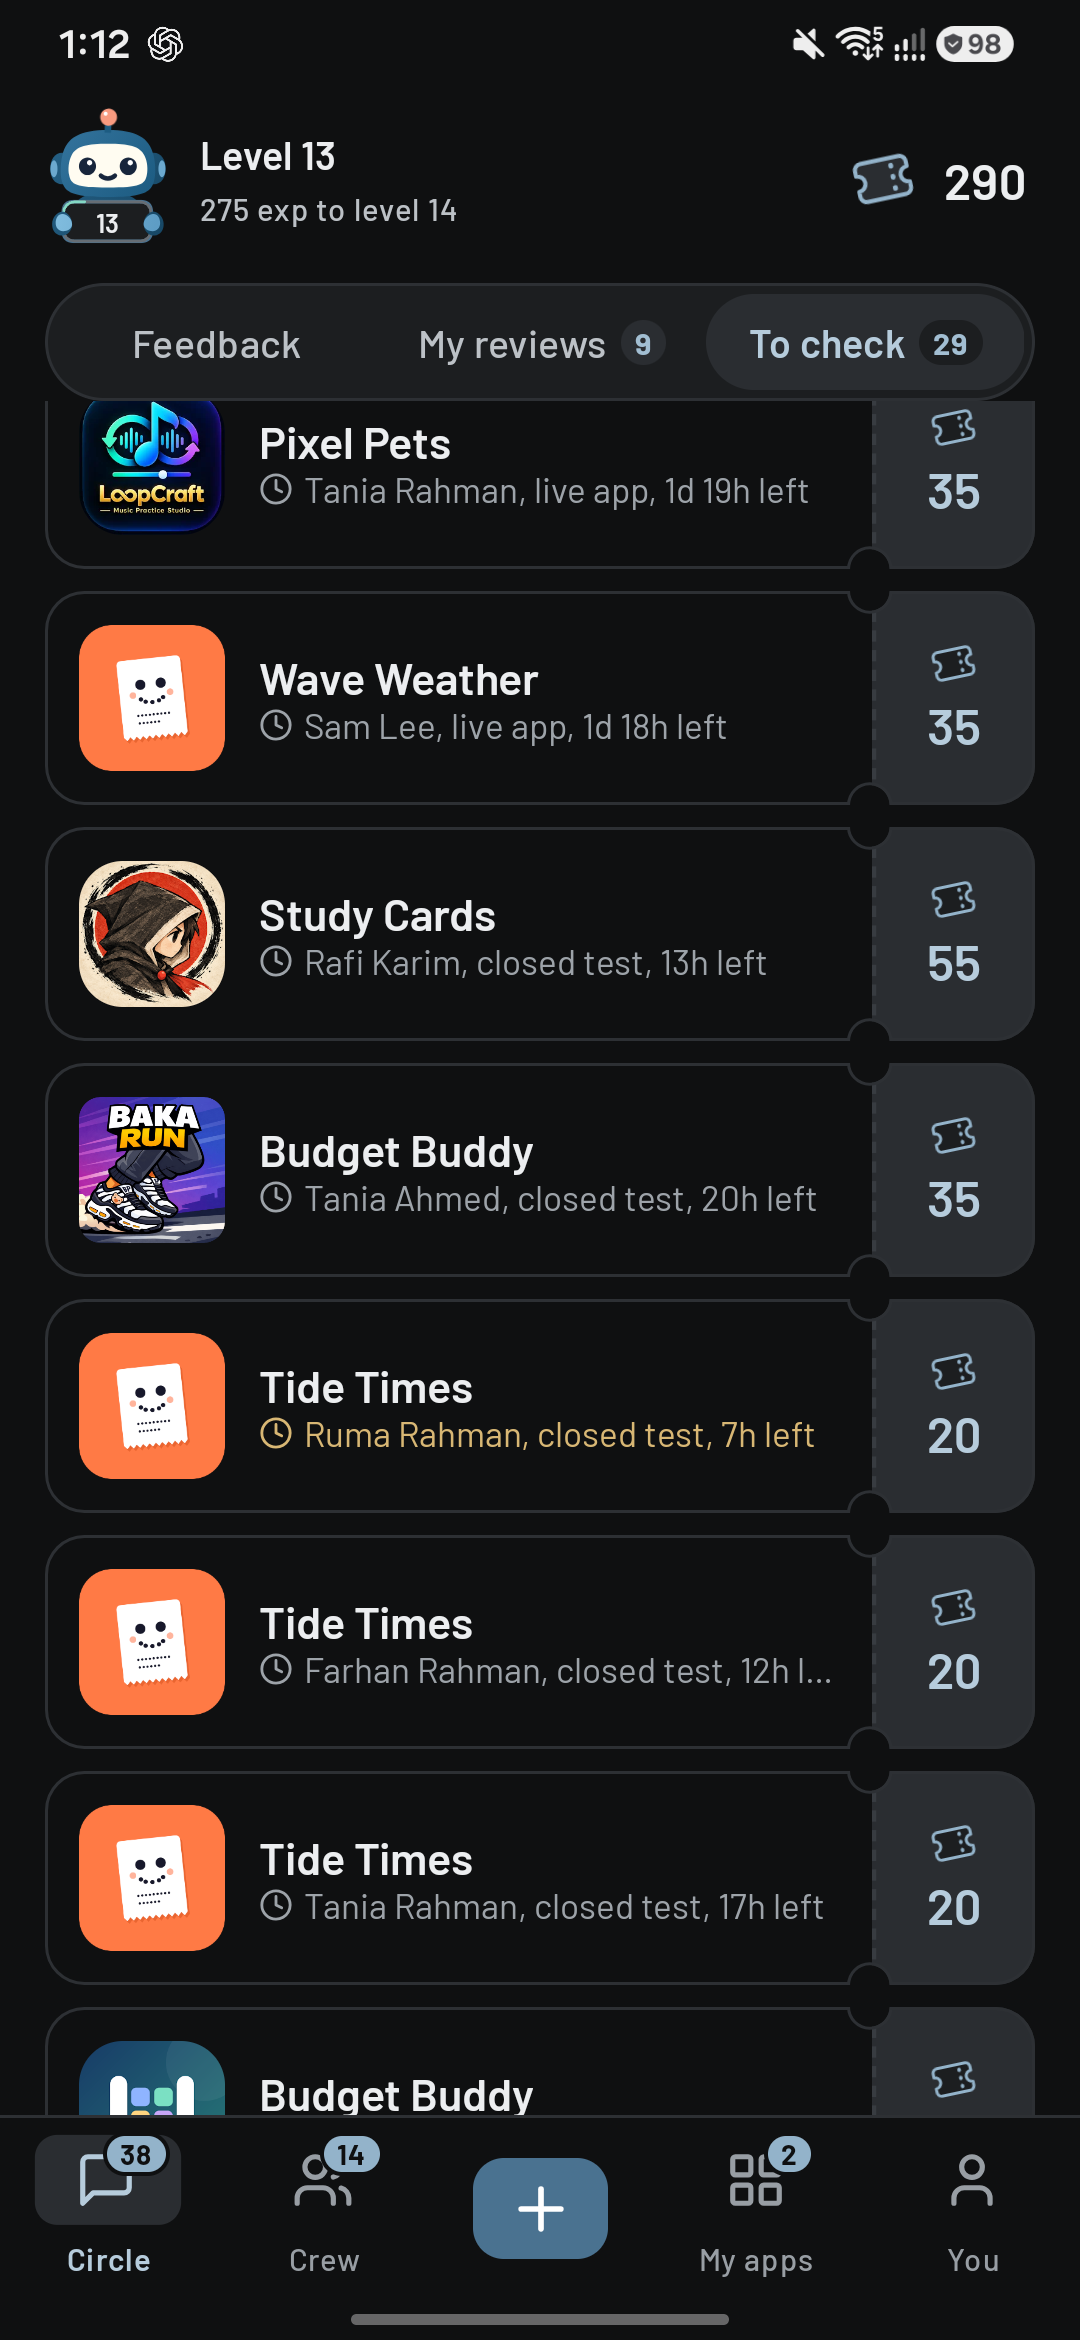 1:12
5
98
Level 13
275 exp to level 14
13
290
Feedback
My reviews 9
To check 29
LoopCraft
Music Practice Studio
Pixel Pets
Tania Rahman, live app, 1d 19h left
35
Wave Weather
Sam Lee, live app, 1d 18h left
35
Study Cards
Rafi Karim, closed test, 13h left
55
BAKA
RUN
Budget Buddy
Tania Ahmed, closed test, 20h left
35
Tide Times
Ruma Rahman, closed test, 7h left
20
Tide Times
Farhan Rahman, closed test, 12h l...
20
Tide Times
Tania Rahman, closed test, 17h left
20
Budget Buddy
38
14
2
Circle
Crew
My apps
You